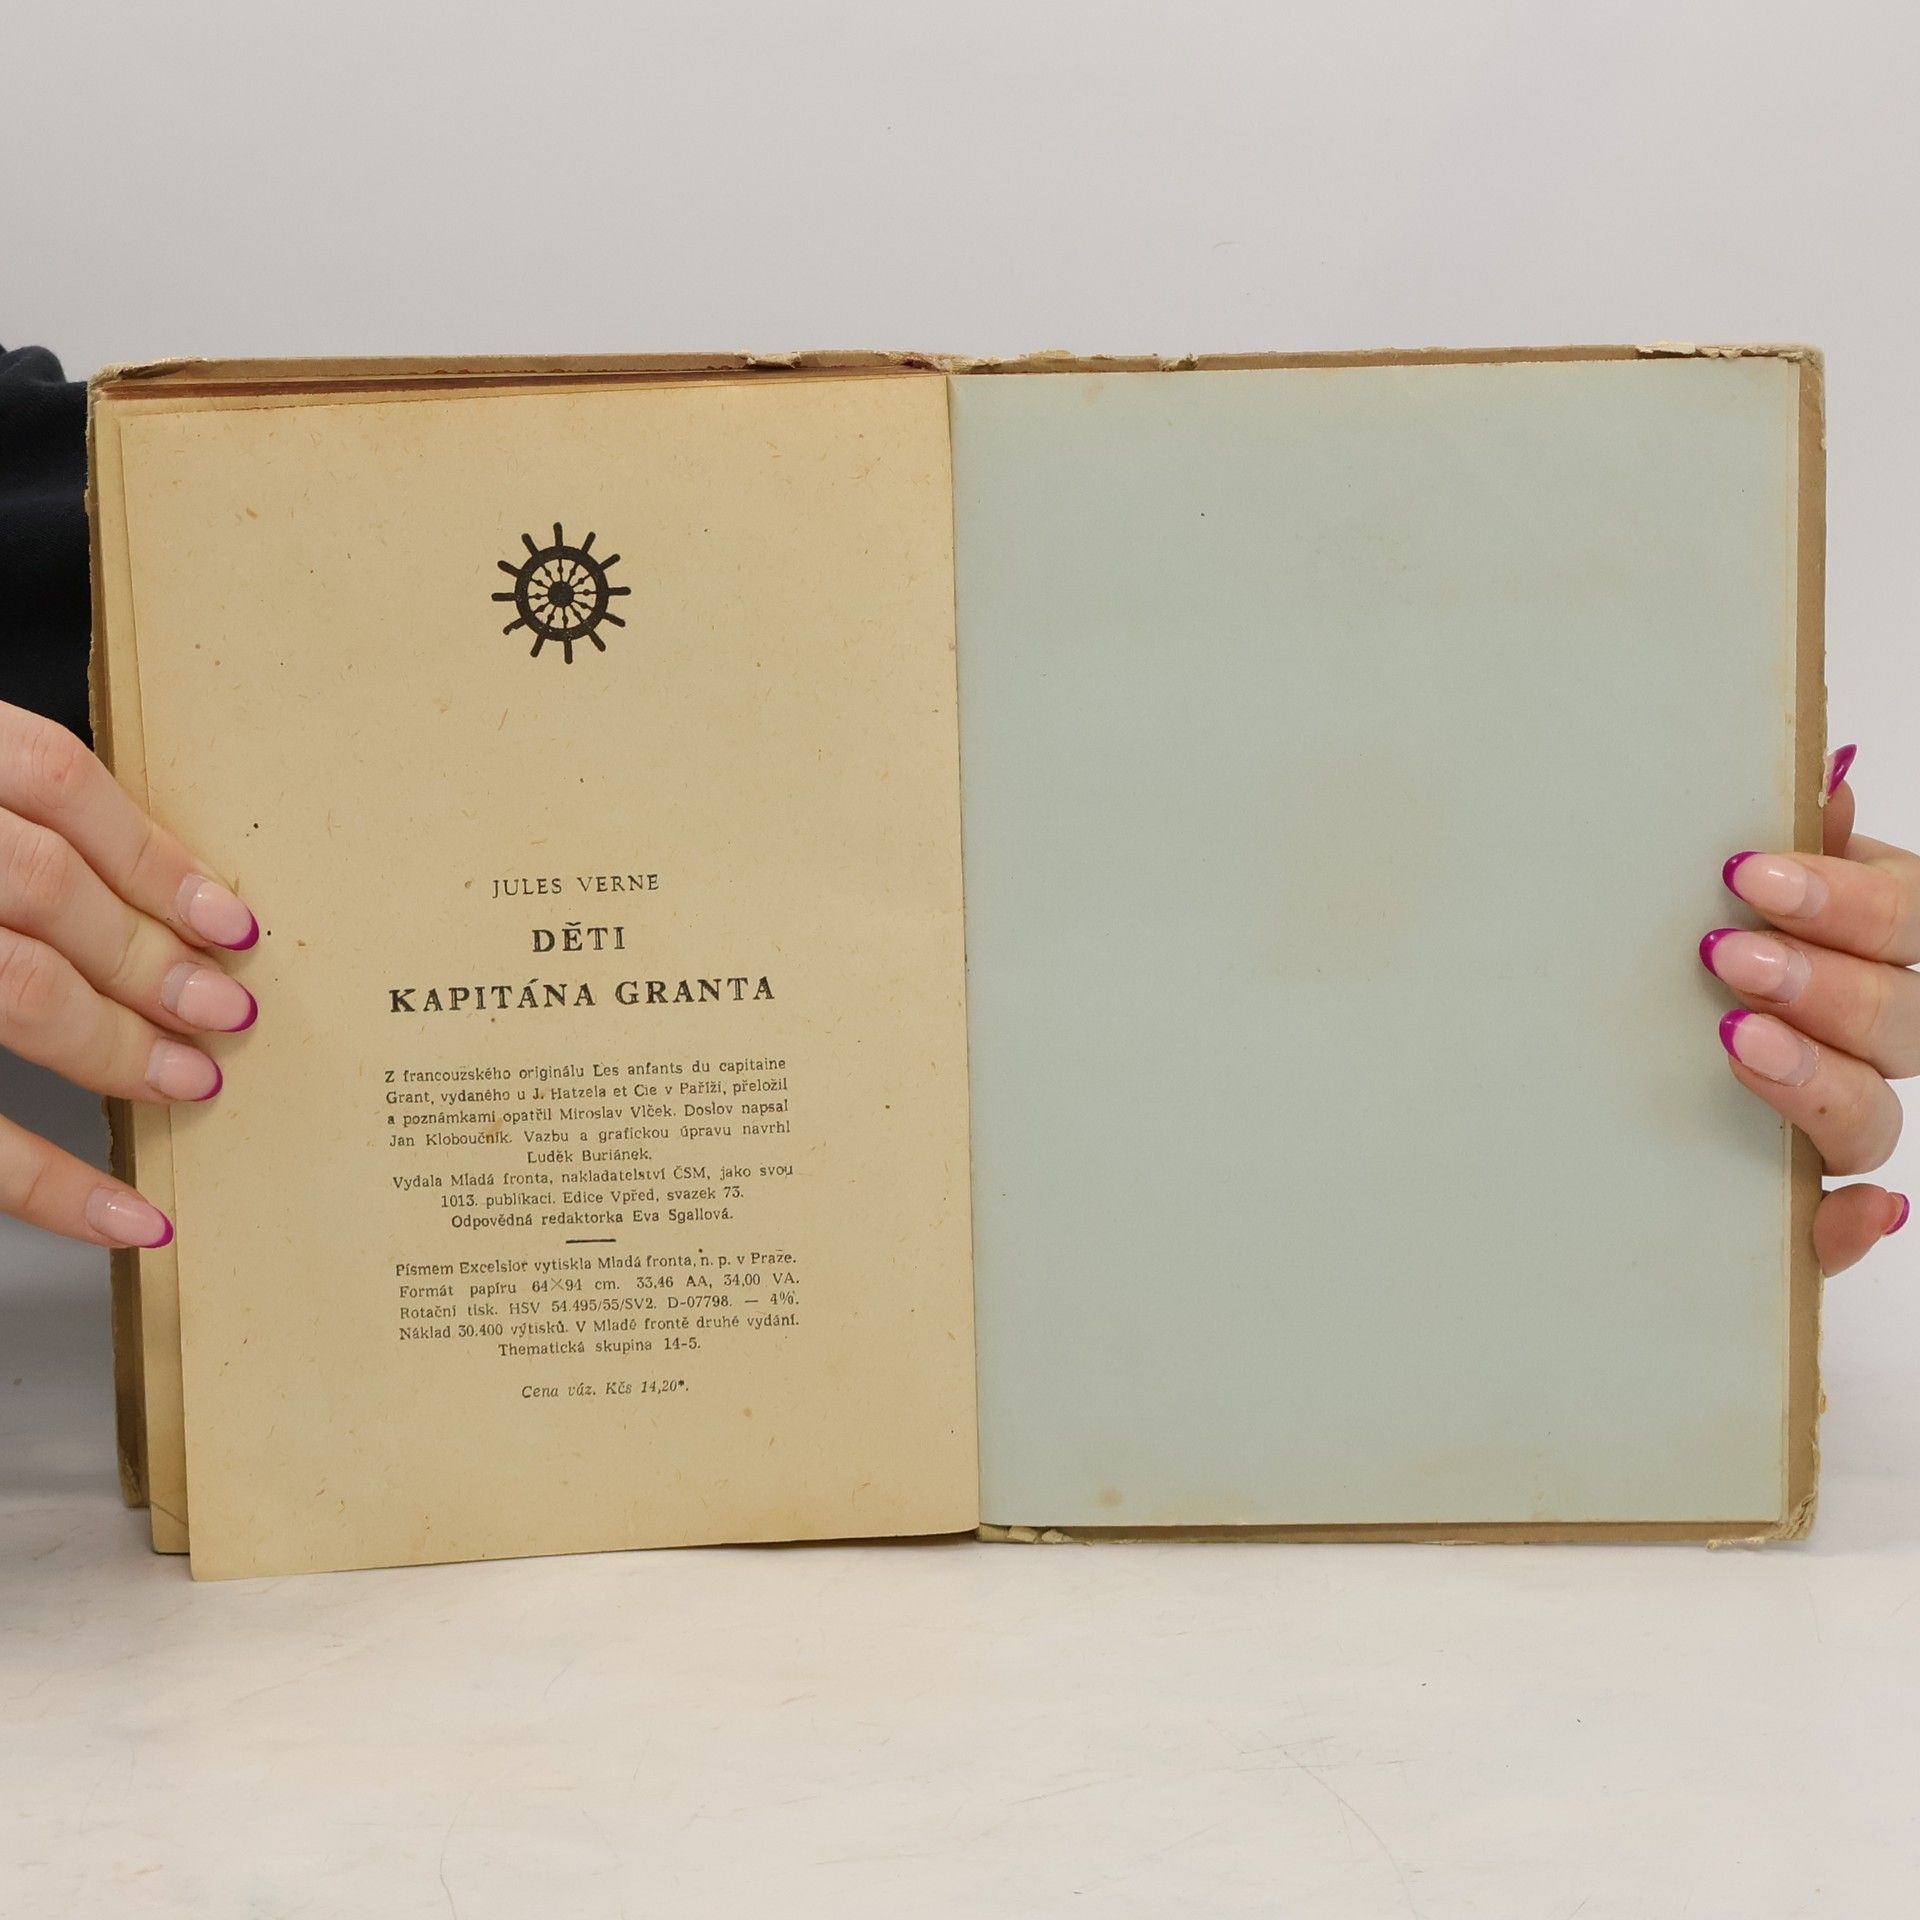 JULES VERNE
DĚTI
KAPITÁNA GRANTA
Z francouzského originálu Les anfants du capitaine
Grant, vydaného u J. Hatzela et Cie v Paříži, přeložil
a poznámkami opatřil Miroslav Vlček. Doslov napsal
Jan Kloboučník. Vazbu a grafickou úpravu navrhl
Luděk Buriánek.
Vydala Mladá fronta, nakladatelství ČSM, jako svou
1013. publikaci. Edice Vpřed, svazek 73.
Odpovědná redaktorka Eva Sgallová.
Písmem Excelsior vytiskla Mladá fronta, n. p. v Praze.
Formát papíru 64×94 cm. 33,46 AA, 34,00 VA.
Rotační tisk. HSV 54.495/55/SV2. D-07798. — 4%.
Náklad 30.400 výtisků. V Mladé frontě druhé vydání.
Thematická skupina 14-5.
Cena váz. Kčs 14,20*.